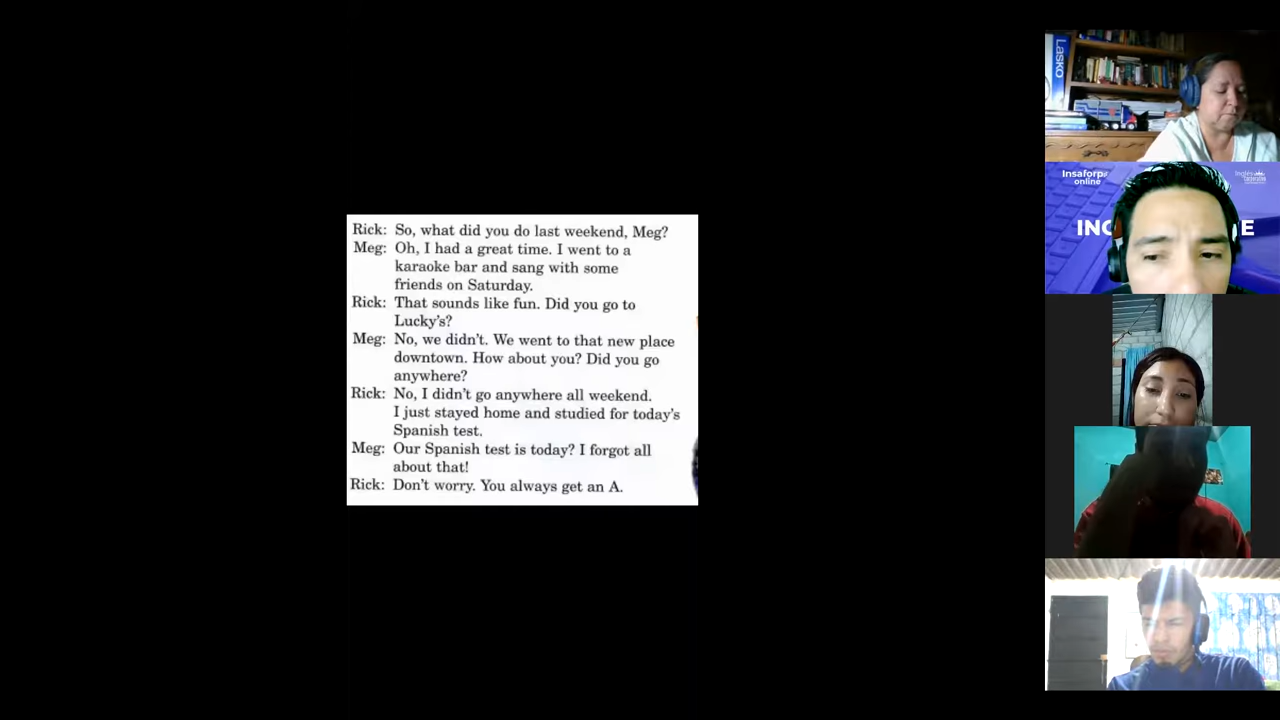 Rick: So, what did you do last weekend, Meg?
Meg: Oh, I had a great time. I went to a
karaoke bar and sang with some
friends on Saturday.
Rick: That sounds like fun. Did you go to
Lucky's?
Meg: No, we didn't. We went to that new place
downtown. How about you? Did you go
anywhere?
Rick: No, I didn't go anywhere all weekend.
I just stayed home and studied for today's
Spanish test.
Meg: Our Spanish test is today? I forgot all
about that!
Rick: Don't worry. You always get an A.
LASKO
Insaforp
online
Inglés
ING E